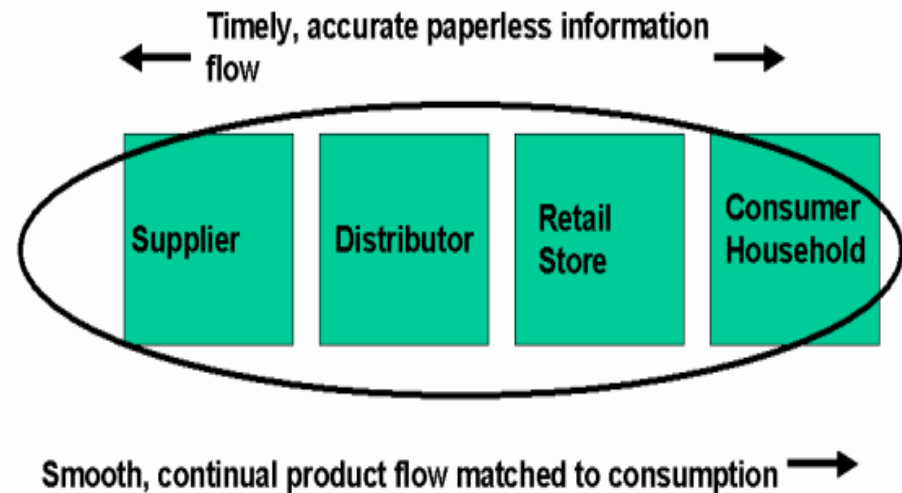 Timely, accurate paperless information
flow
Supplier
Distributor
Retail
Store
Consumer
Household
Smooth, continual product flow matched to consumption